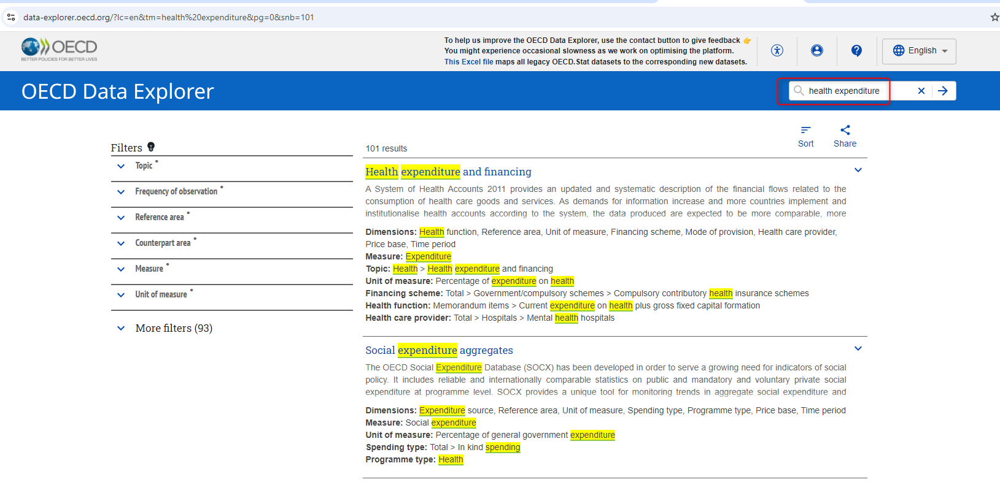 data-explorer.oecd.org/?lc=en&tm=health%20expenditure&pg=0&snb=101
OECD
BETTER POLICIES FOR BETTER LIVES
To help us improve the OECD Data Explorer, use the contact button to give feedback 👉
You might experience occasional slowness as we work on optimising the platform.
This Excel file maps all legacy OECD.Stat datasets to the corresponding new datasets.
English
OECD Data Explorer
health expenditure
Sort
Share
Filters
101 results
Topic
Frequency of observation
Reference area
Counterpart area
Measure
Unit of measure
More filters (93)
Health expenditure and financing
A System of Health Accounts 2011 provides an updated and systematic description of the financial flows related to the
consumption of health care goods and services. As demands for information increase and more countries implement and
institutionalise health accounts according to the system, the data produced are expected to be more comparable, more
Dimensions: Health function, Reference area, Unit of measure, Financing scheme, Mode of provision, Health care provider,
Price base, Time period
Measure: Expenditure
Topic: Health > Health expenditure and financing
Unit of measure: Percentage of expenditure on health
Financing scheme: Total > Government/compulsory schemes > Compulsory contributory health insurance schemes
Health function: Memorandum items > Current expenditure on health plus gross fixed capital formation
Health care provider: Total > Hospitals > Mental health hospitals
Social expenditure aggregates
The OECD Social Expenditure Database (SOCX) has been developed in order to serve a growing need for indicators of social
policy. It includes reliable and internationally comparable statistics on public and mandatory and voluntary private social
expenditure at programme level. SOCX provides a unique tool for monitoring trends in aggregate social expenditure and
Dimensions: Expenditure source, Reference area, Unit of measure, Spending type, Programme type, Price base, Time period
Measure: Social expenditure
Unit of measure: Percentage of general government expenditure
Spending type: Total > In kind spending
Programme type: Health